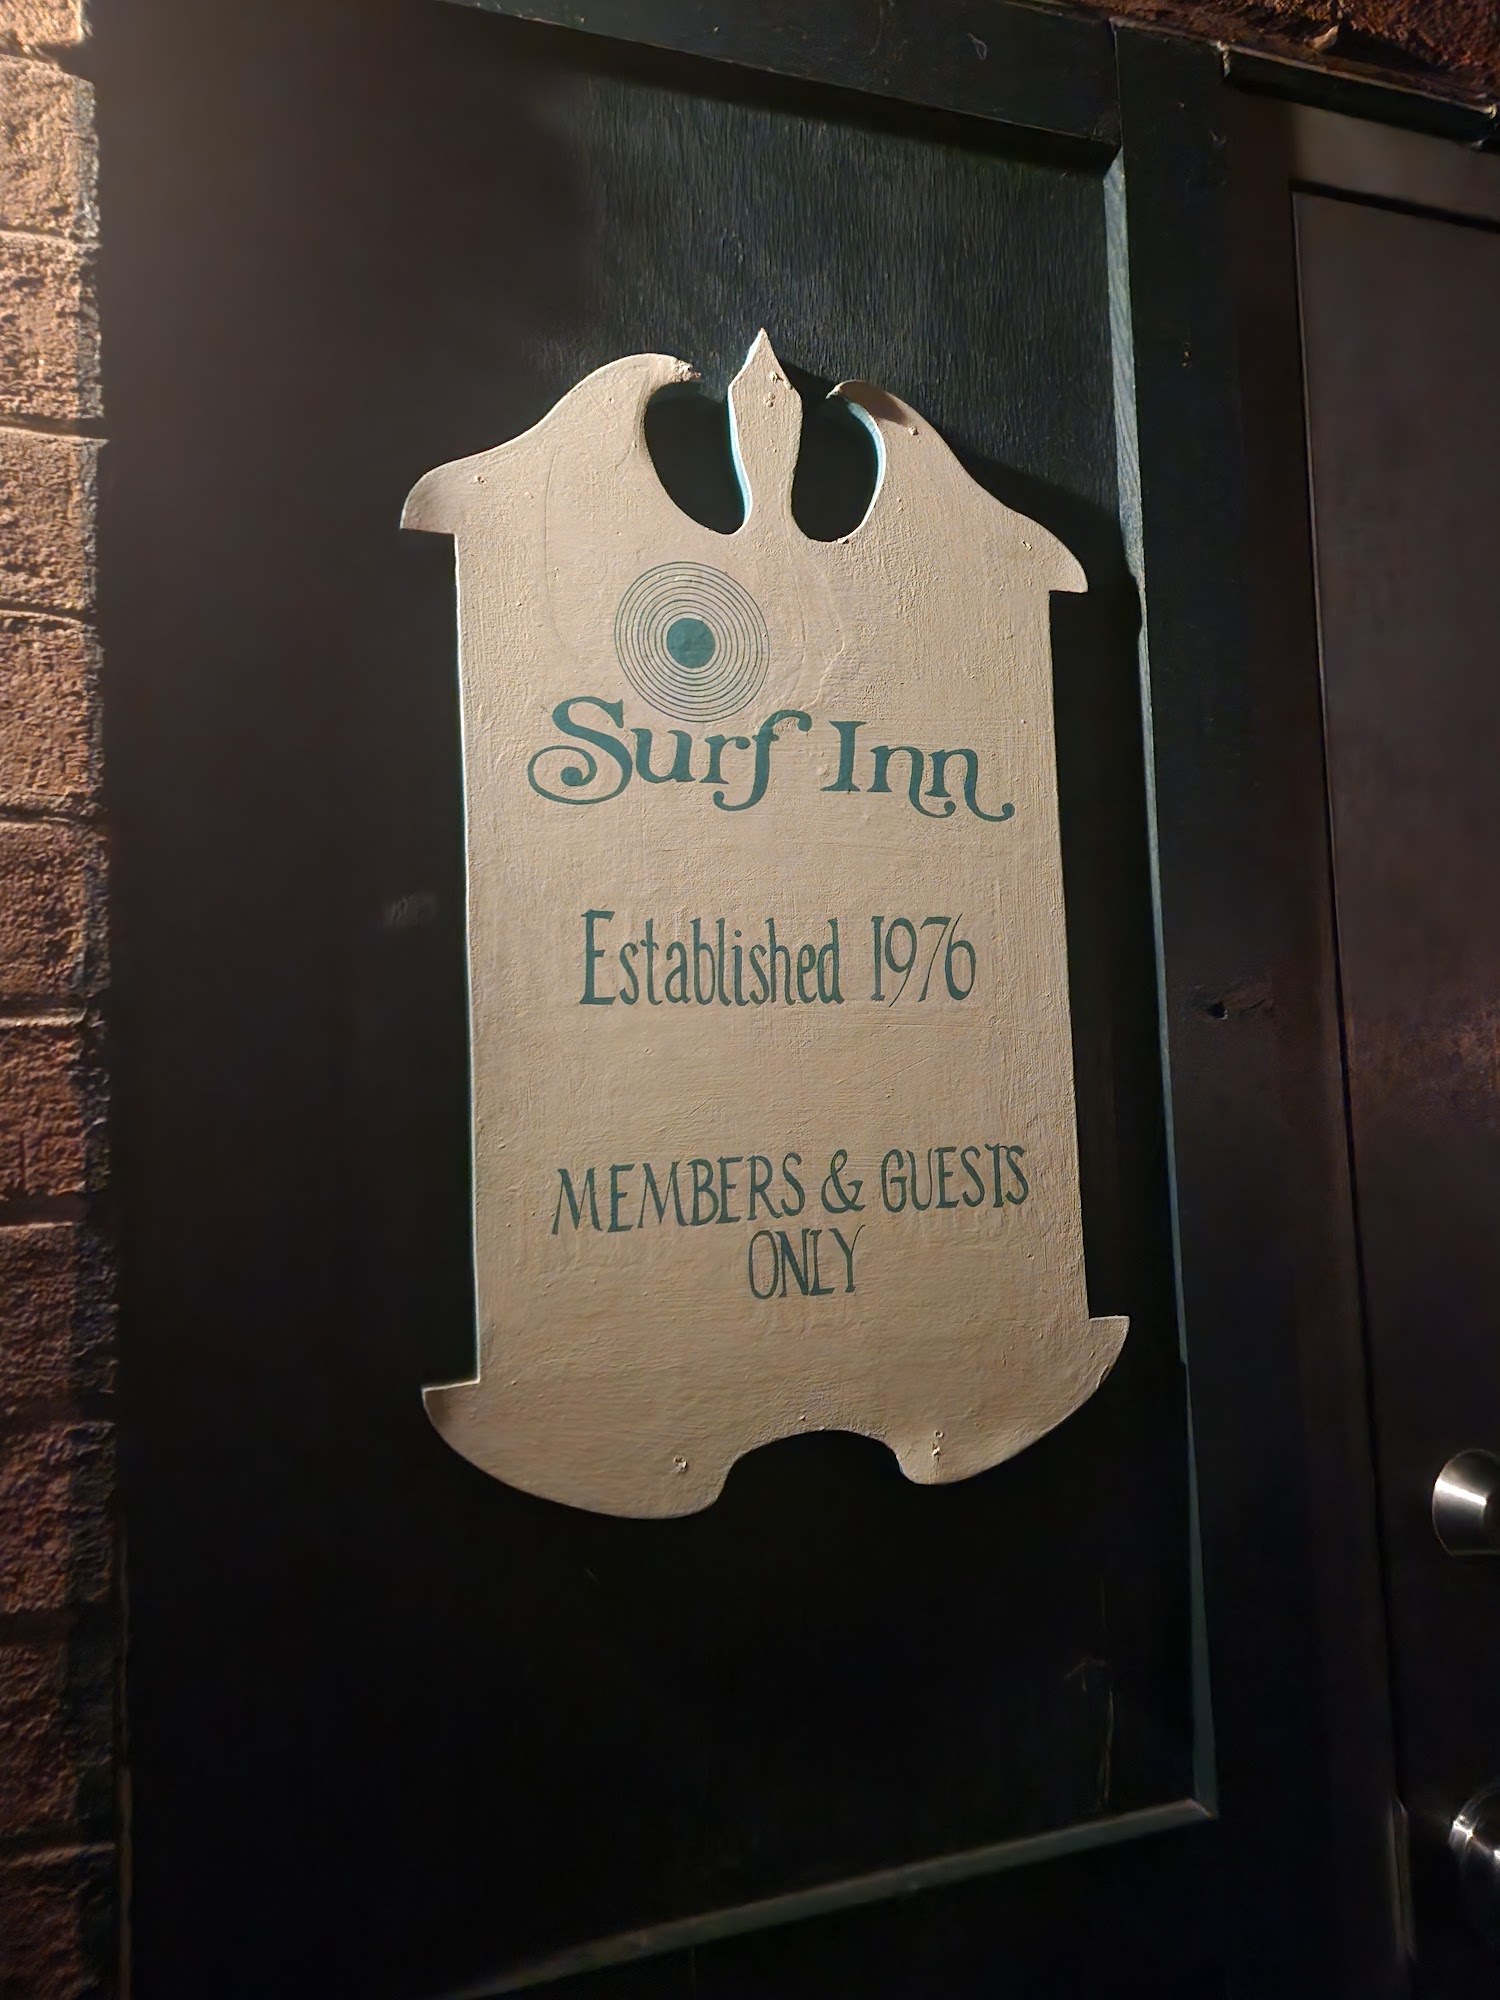 Surf Inn
Established 1976
MEMBERS & GUESTS
ONLY